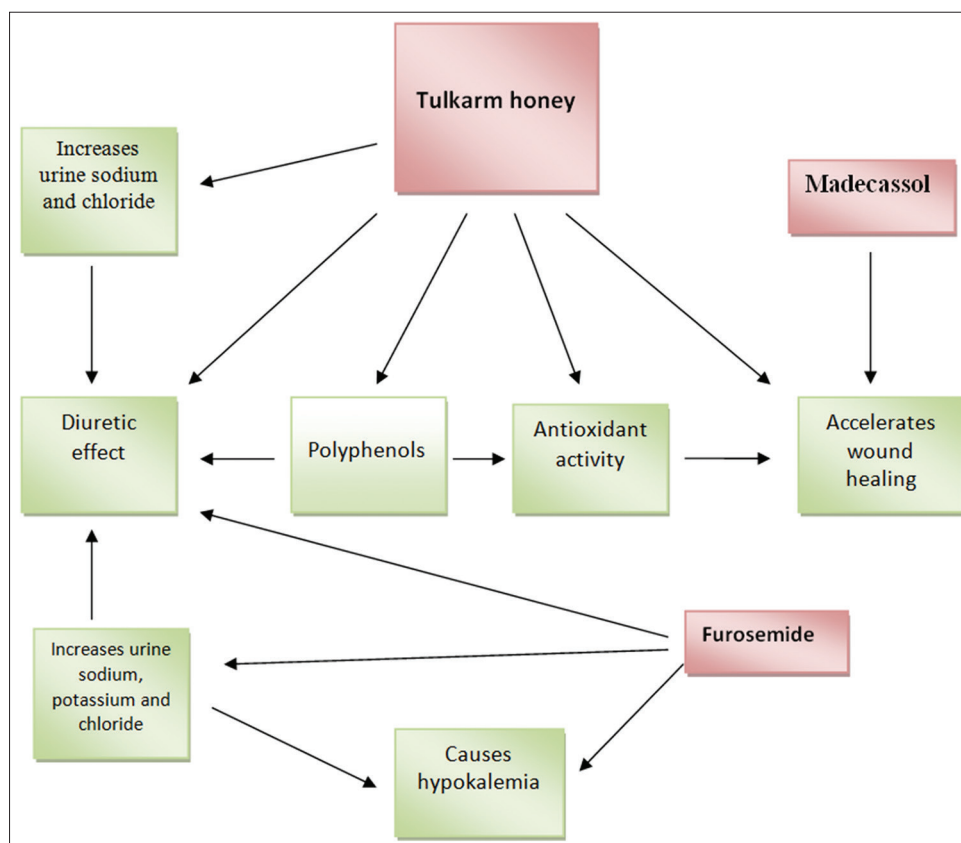 Tulkarm honey
Increases
urine sodium
and chloride
Madecassol
Diuretic
effect
Polyphenols
Antioxidant
activity
Accelerates
wound
healing
Increases urine
sodium,
potassium and
chloride
Furosemide
Causes
hypokalemia